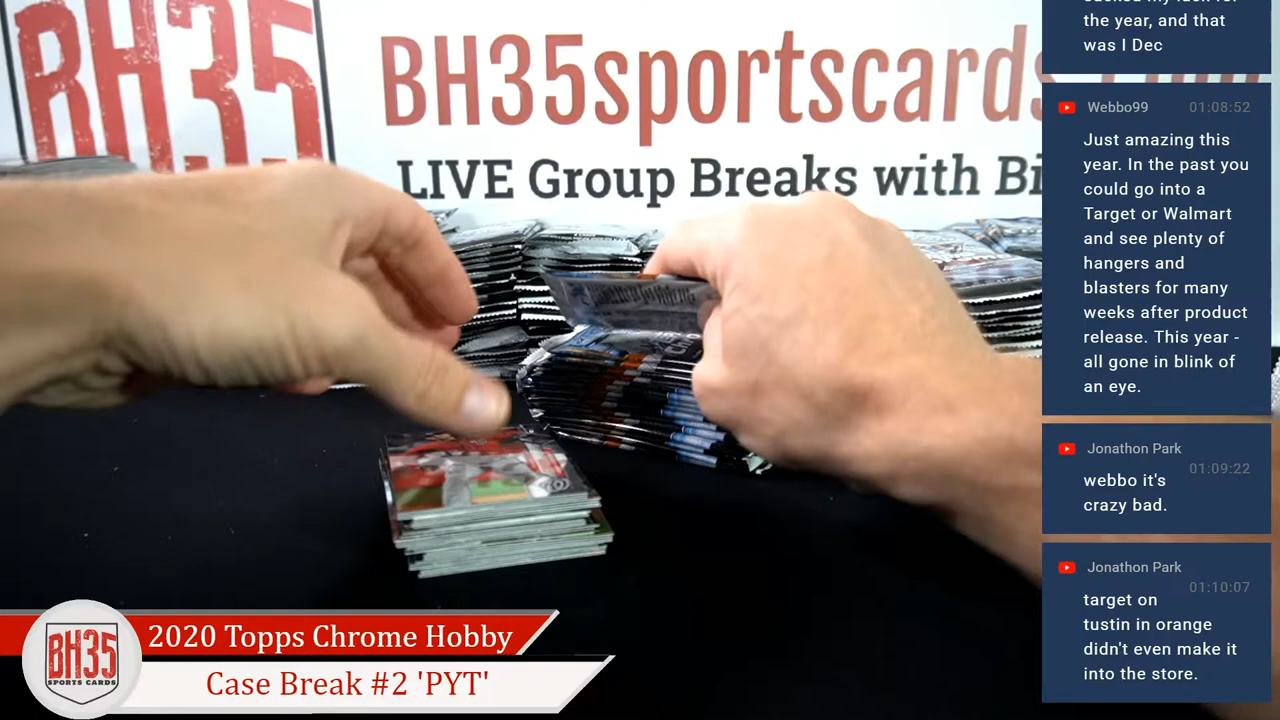 BH35
BH35sportscards
LIVE Group Breaks with Bi
the year, and that
was I Dec
Webbo99 01:08:52
Just amazing this
year. In the past you
could go into a
Target or Walmart
and see plenty of
hangers and
blasters for many
weeks after product
release. This year -
all gone in blink of
an eye.
Jonathon Park
01:09:22
webbo it's
crazy bad.
Jonathon Park
01:10:07
target on
tustin in orange
didn't even make it
into the store.
BH35
SPORTS CARDS
2020 Topps Chrome Hobby
Case Break #2 'PYT'